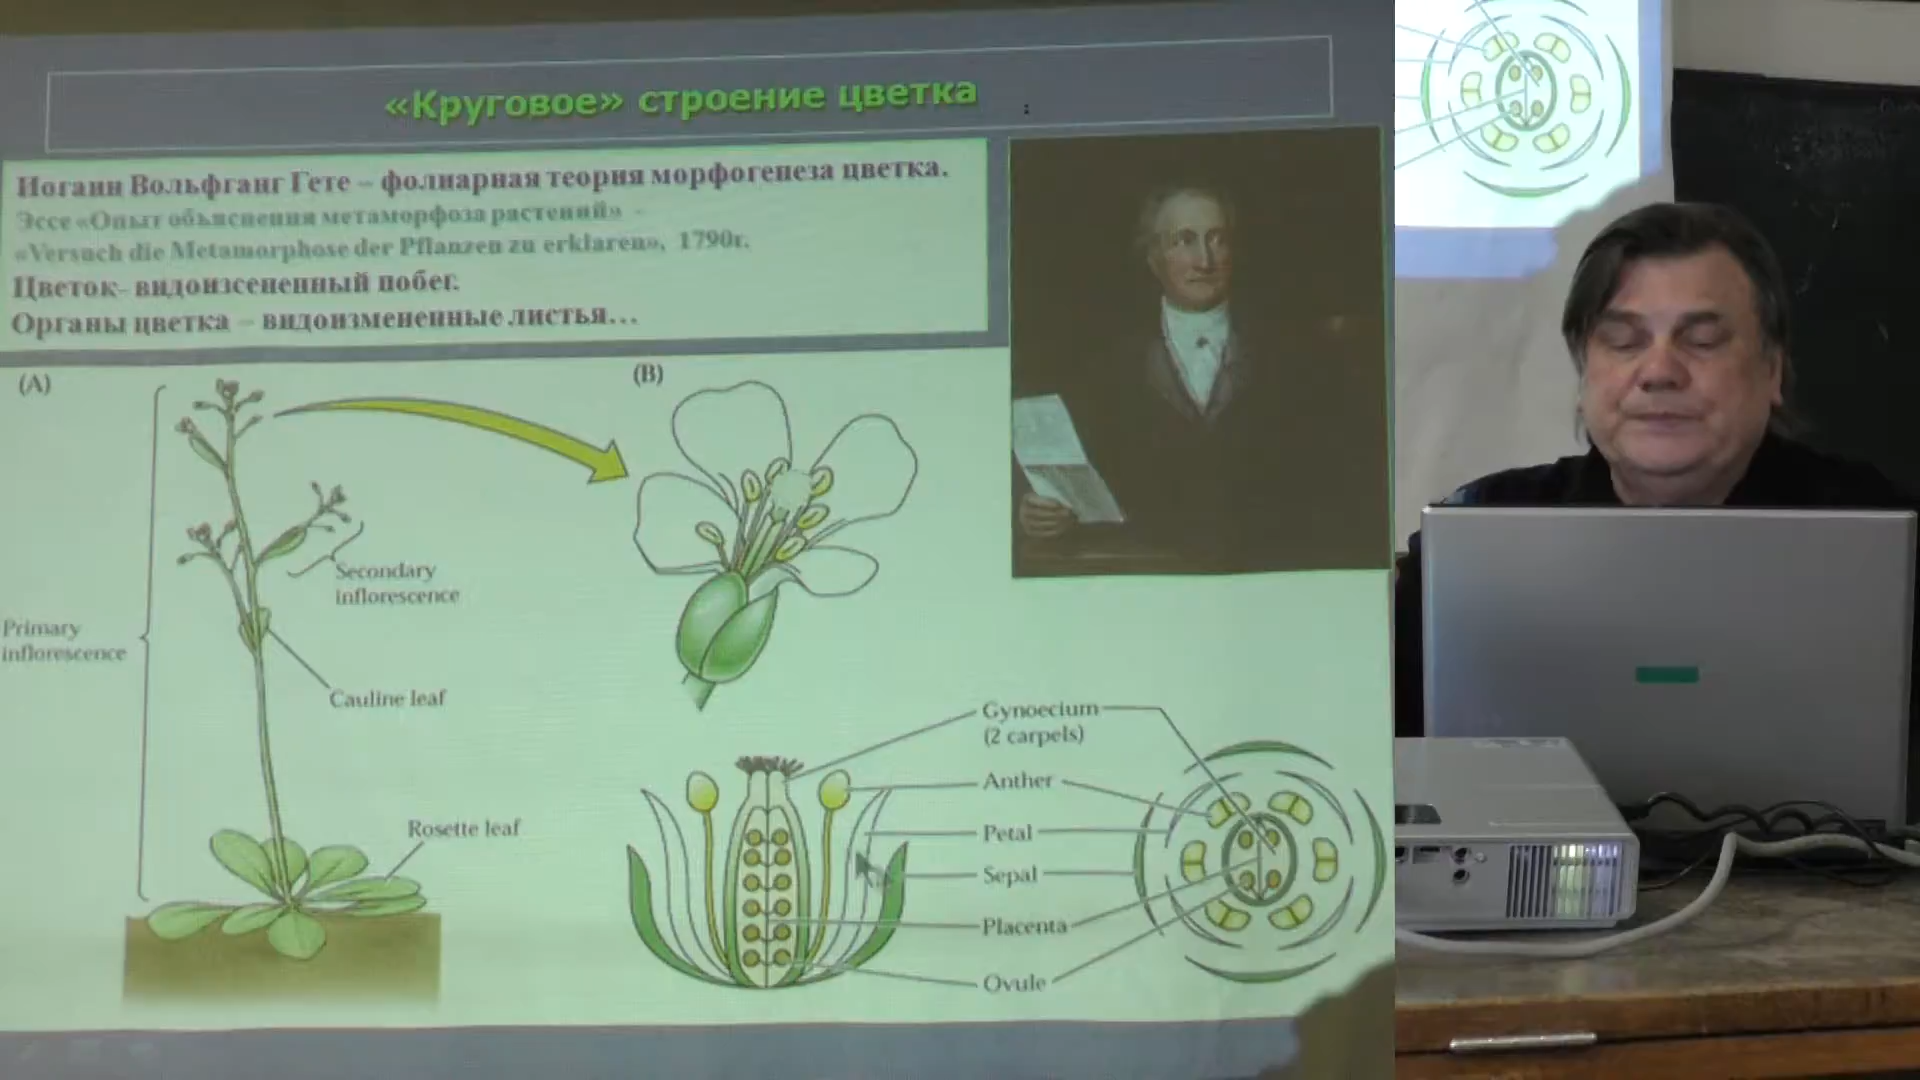 «Круговое» строение цветка
Иоганн Вольфганг Гете – фолиарная теория морфогенеза цветка.
Эссе «Опыт объяснения метаморфоза растений» –
«Versuch die Metamorphose der Pflanzen zu erklaren», 1790г.
Цветок- видоизсененный побег.
Органы цветка – видоизмененные листья...
(A)
(B)
Secondary
inflorescence
Primary
inflorescence
Cauline leaf
Rosette leaf
Gynoecium
(2 carpels)
Anther
Petal
Sepal
Placenta
Ovule